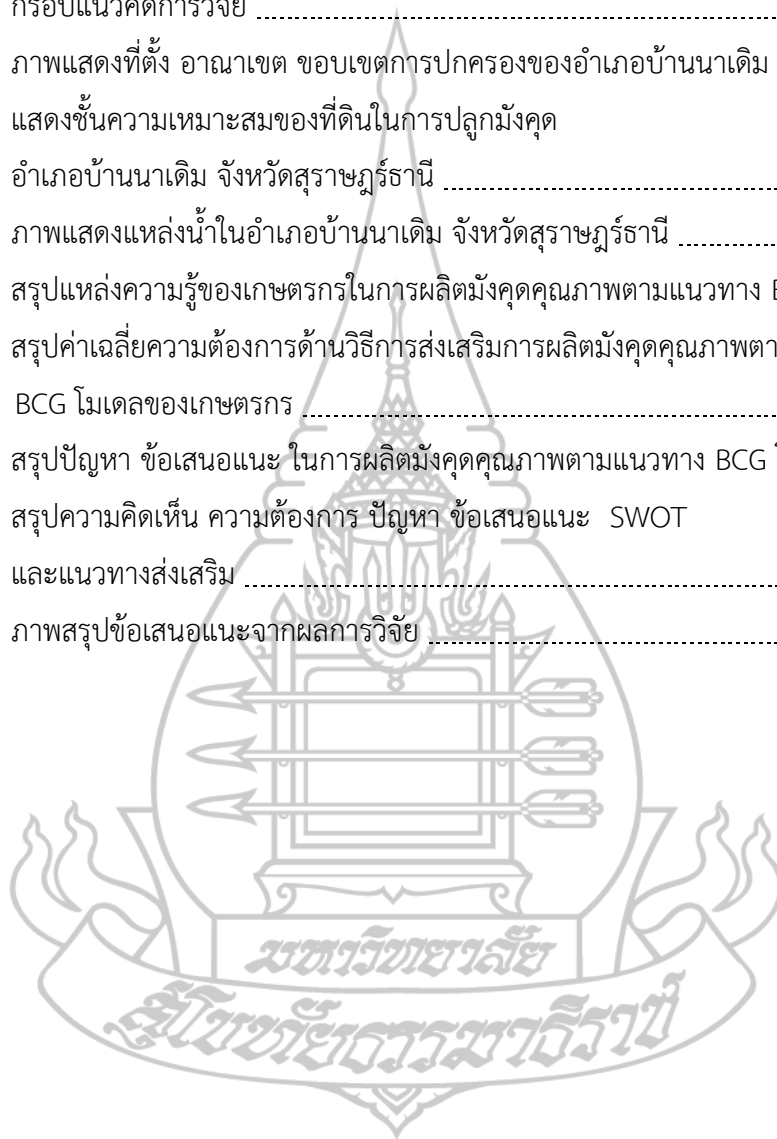 กรอบแนวคิดการวิจัย
ภาพแสดงที่ตั้ง อาณาเขต ขอบเขตการปกครองของอำเภอบ้านนาเดิม
แสดงชั้นความเหมาะสมของที่ดินในการปลูกมังคุด
อำเภอบ้านนาเดิม จังหวัดสุราษฎร์ธานี
ภาพแสดงแหล่งน้ำในอำเภอบ้านนาเดิม จังหวัดสุราษฎร์ธานี
สรุปแหล่งความรู้ของเกษตรกรในการผลิตมังคุดคุณภาพตามแนวทาง
สรุปค่าเฉลี่ยความต้องการด้านวิธีการส่งเสริมการผลิตมังคุดคุณภาพตา
BCG โมเดลของเกษตรกร
สรุปปัญหา ข้อเสนอแนะ ในการผลิตมังคุดคุณภาพตามแนวทาง BCG
สรุปความคิดเห็น ความต้องการ ปัญหา ข้อเสนอแนะ SWOT
และแนวทางส่งเสริม
ภาพสรุปข้อเสนอแนะจากผลการวิจัย
มหาวิทยาลัย
สุโขทัยธรรมาธิราช